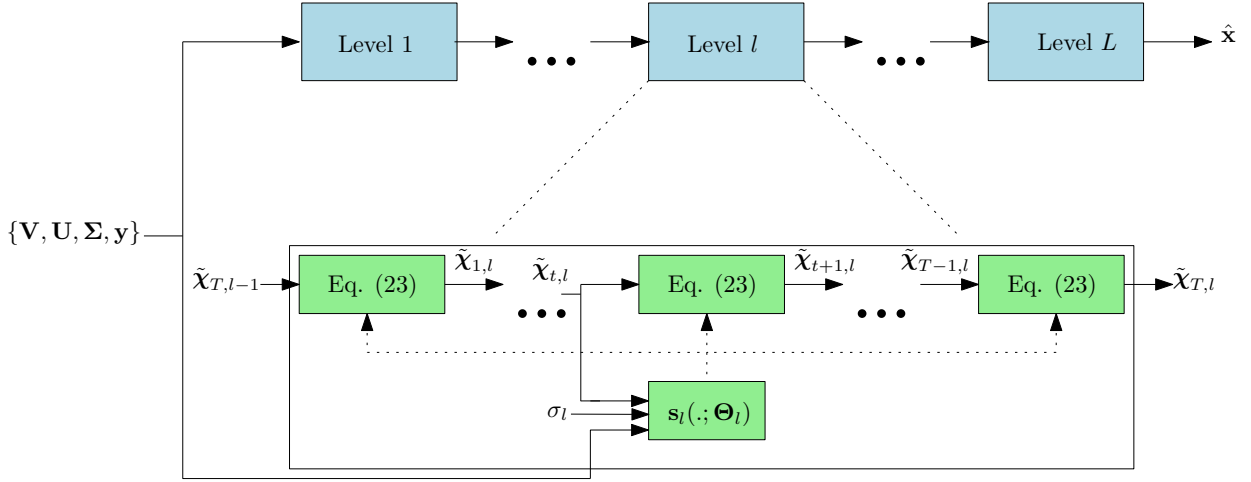 Level 1
• • •
Level l
• • •
Level L
x̂
{V, U, Σ, y}
χ̃_{T,l−1}
Eq. (23)
χ̃_{1,l}
• • •
χ̃_{t,l}
Eq. (23)
χ̃_{t+1,l}
• • •
χ̃_{T−1,l}
Eq. (23)
χ̃_{T,l}
σ_l
s_l(.; Θ_l)